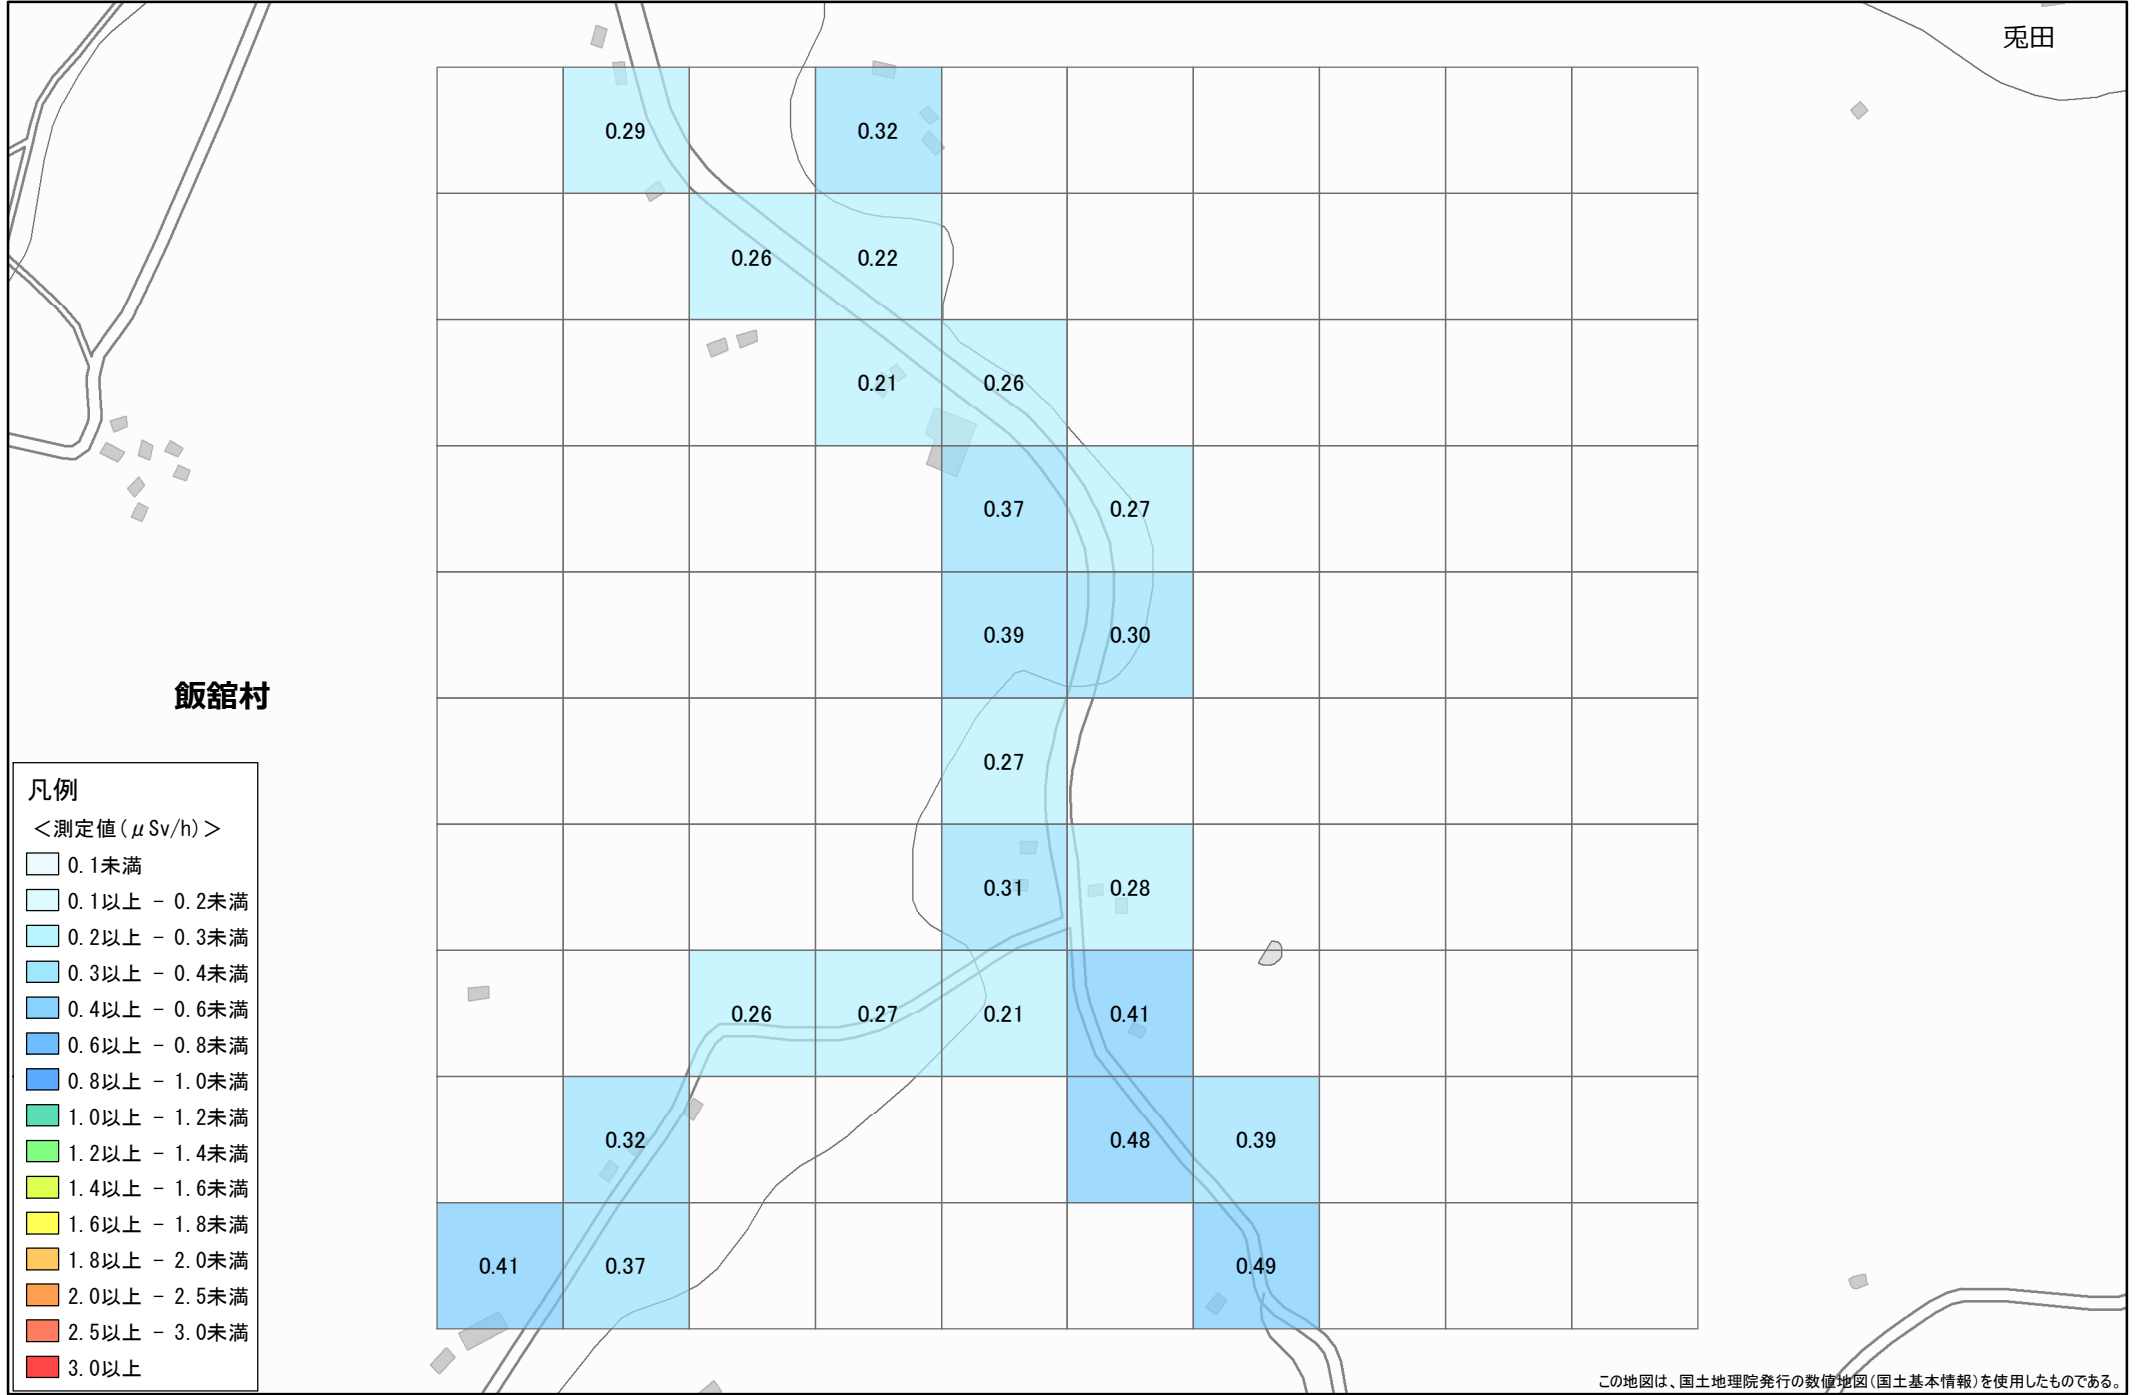 兎田
0.29 0.32
0.26 0.22
0.21 0.26
0.37 0.27
0.39 0.30
飯舘村
0.27
0.31 0.28
0.26 0.27 0.21 0.41
0.32 0.48 0.39
0.41 0.37 0.49
凡例
＜測定値(μSv/h)＞
0.1未満
0.1以上 － 0.2未満
0.2以上 － 0.3未満
0.3以上 － 0.4未満
0.4以上 － 0.6未満
0.6以上 － 0.8未満
0.8以上 － 1.0未満
1.0以上 － 1.2未満
1.2以上 － 1.4未満
1.4以上 － 1.6未満
1.6以上 － 1.8未満
1.8以上 － 2.0未満
2.0以上 － 2.5未満
2.5以上 － 3.0未満
3.0以上
この地図は、国土地理院発行の数値地図(国土基本情報)を使用したものである。